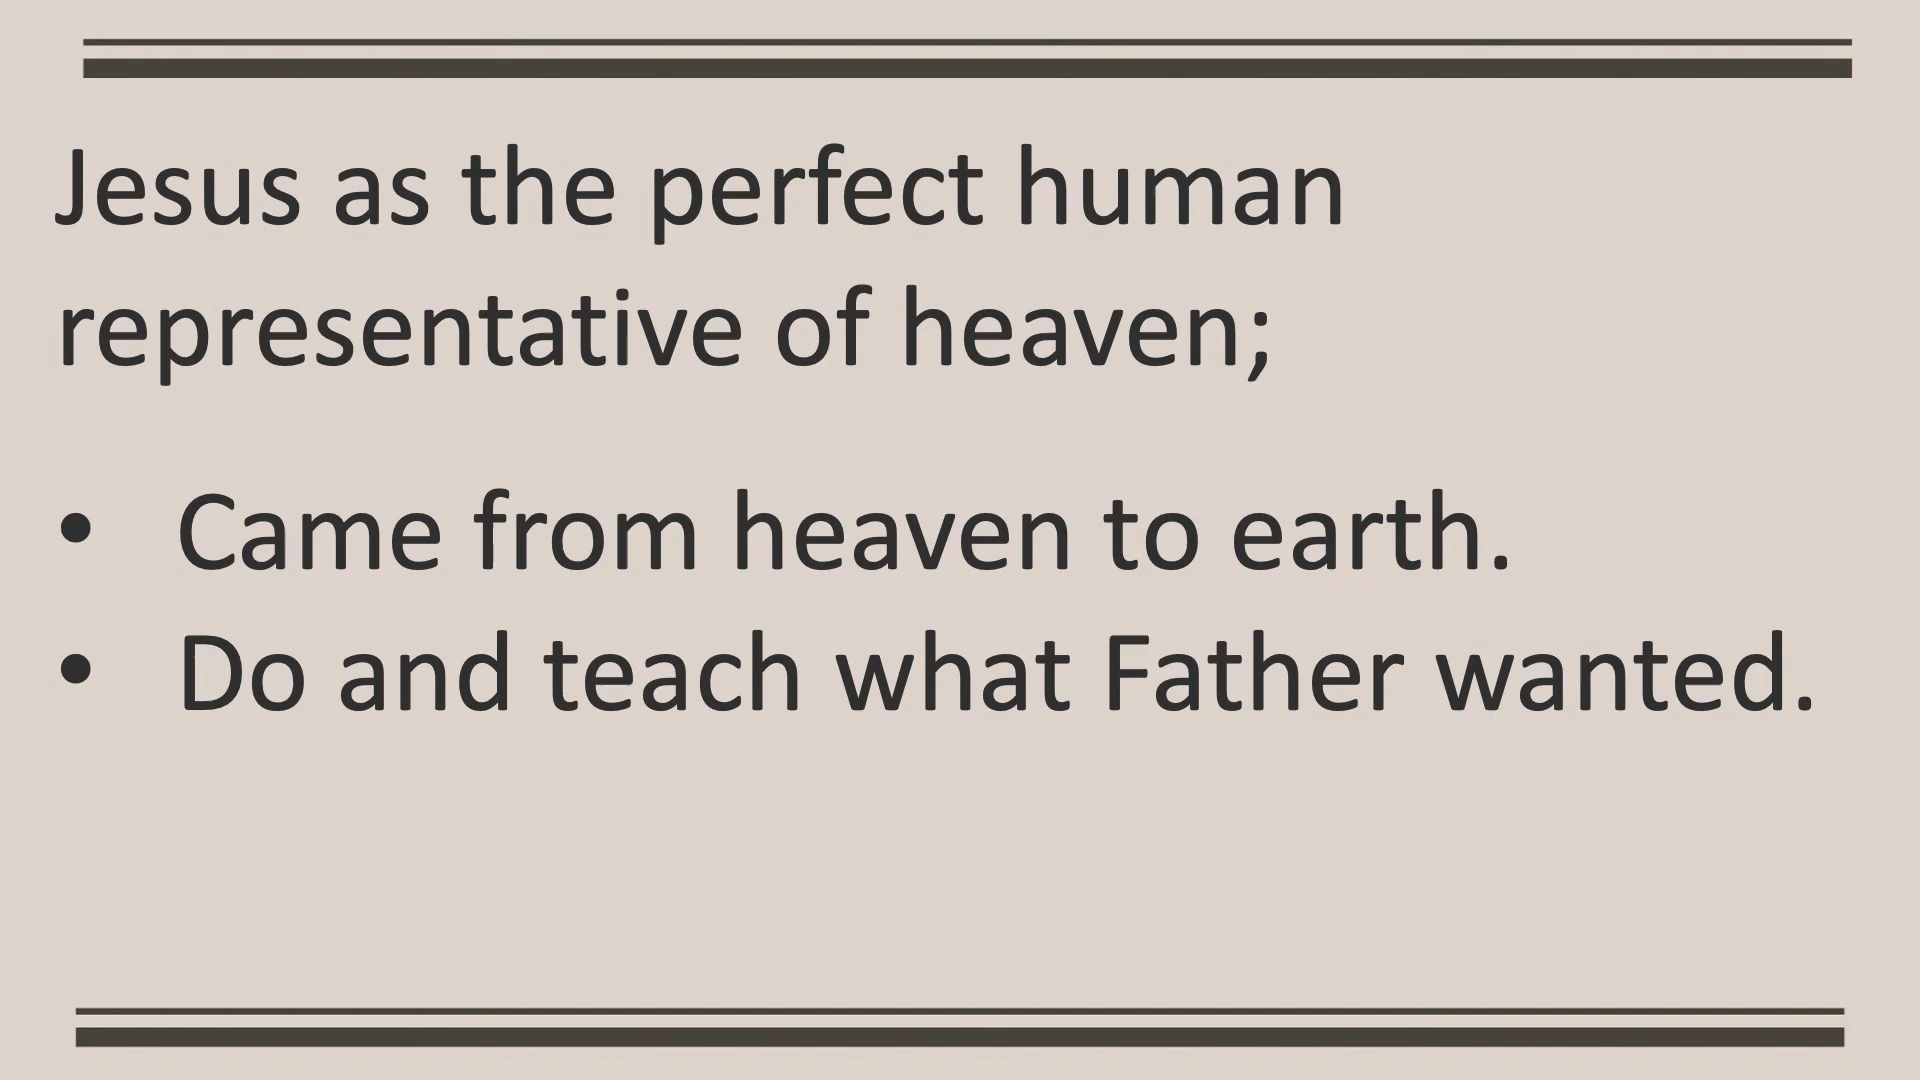 Jesus as the perfect human
representative of heaven;
• Came from heaven to earth.
• Do and teach what Father wanted.